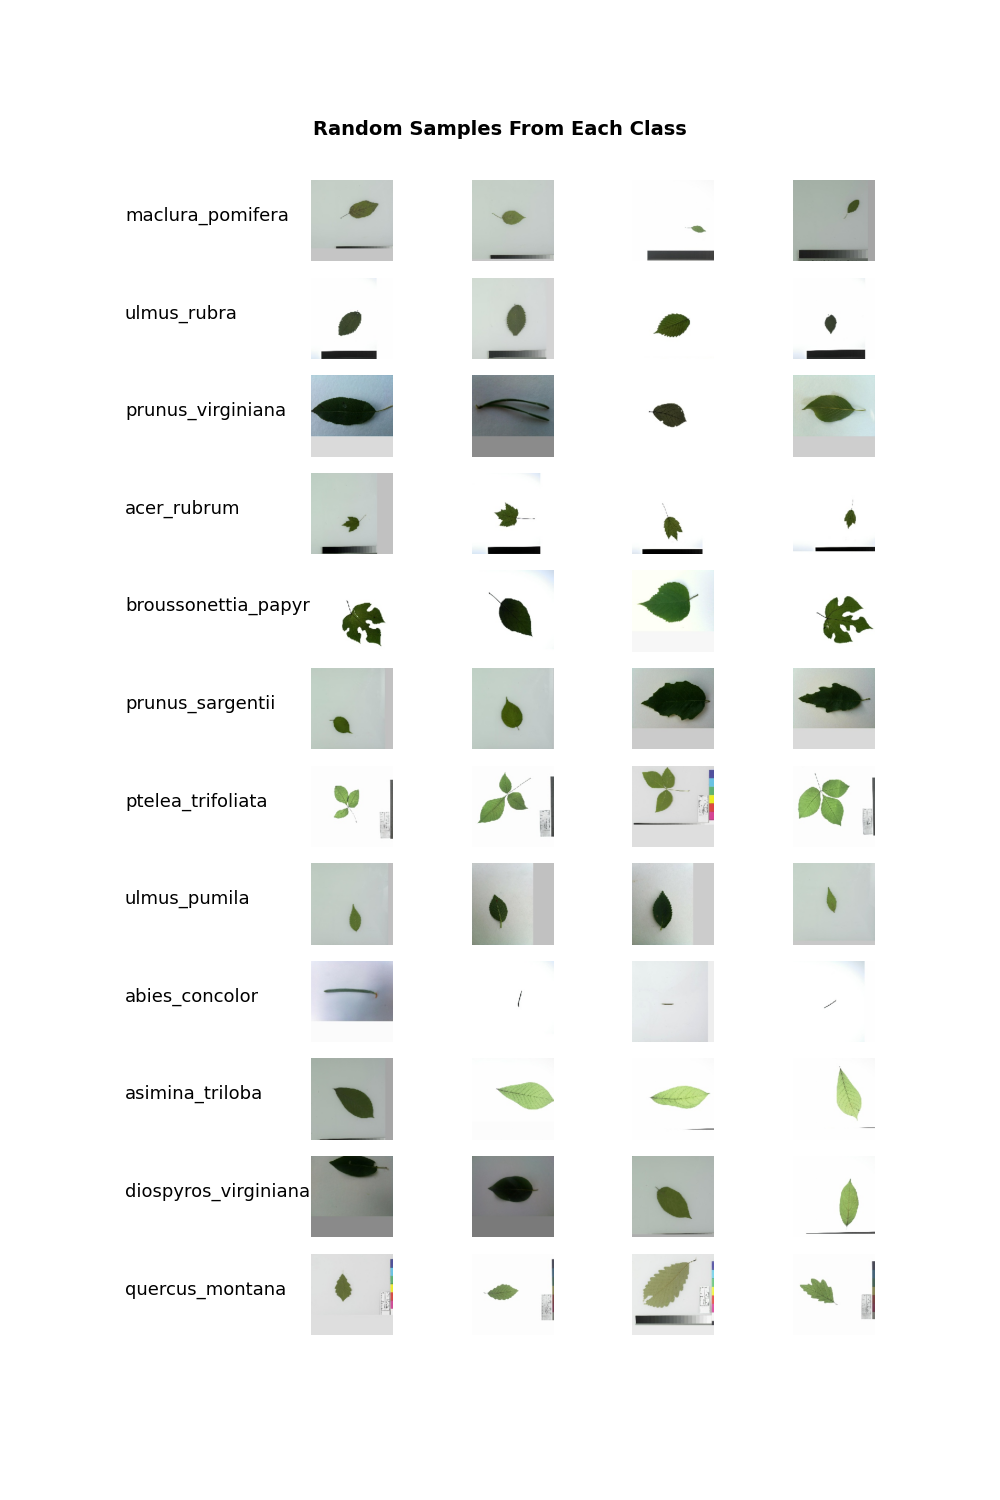 Random Samples From Each Class
maclura_pomifera
ulmus_rubra
prunus_virginiana
acer_rubrum
broussonettia_papyr
prunus_sargentii
ptelea_trifoliata
ulmus_pumila
abies_concolor
asimina_triloba
diospyros_virginiana
quercus_montana